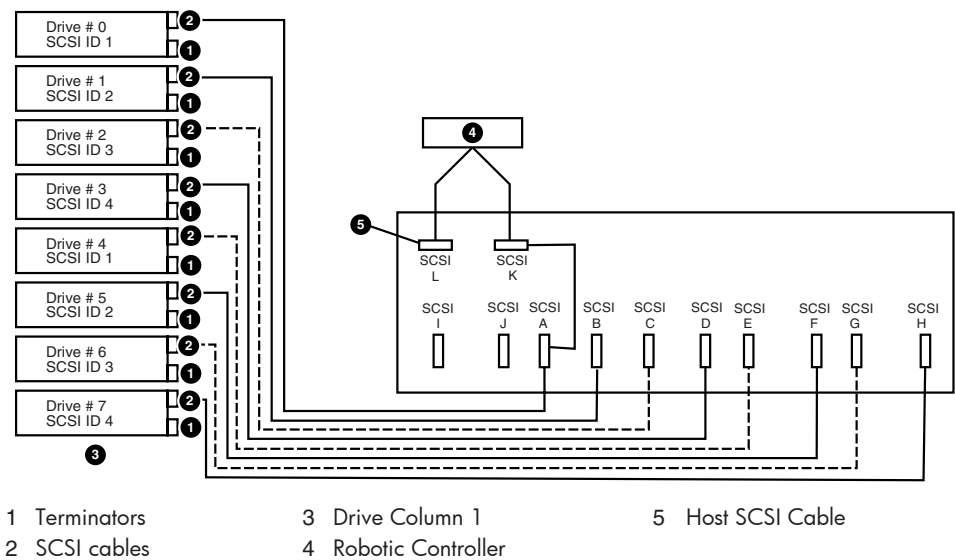 Drive # 0
SCSI ID 1
2
1
Drive # 1
SCSI ID 2
2
1
Drive # 2
SCSI ID 3
2
1
Drive # 3
SCSI ID 4
2
1
Drive # 4
SCSI ID 1
2
1
Drive # 5
SCSI ID 2
2
1
Drive # 6
SCSI ID 3
2
1
Drive # 7
SCSI ID 4
2
1
3
4
5
SCSI L
SCSI K
SCSI I
SCSI J
SCSI A
SCSI B
SCSI C
SCSI D
SCSI E
SCSI F
SCSI G
SCSI H
1 Terminators
2 SCSI cables
3 Drive Column 1
4 Robotic Controller
5 Host SCSI Cable